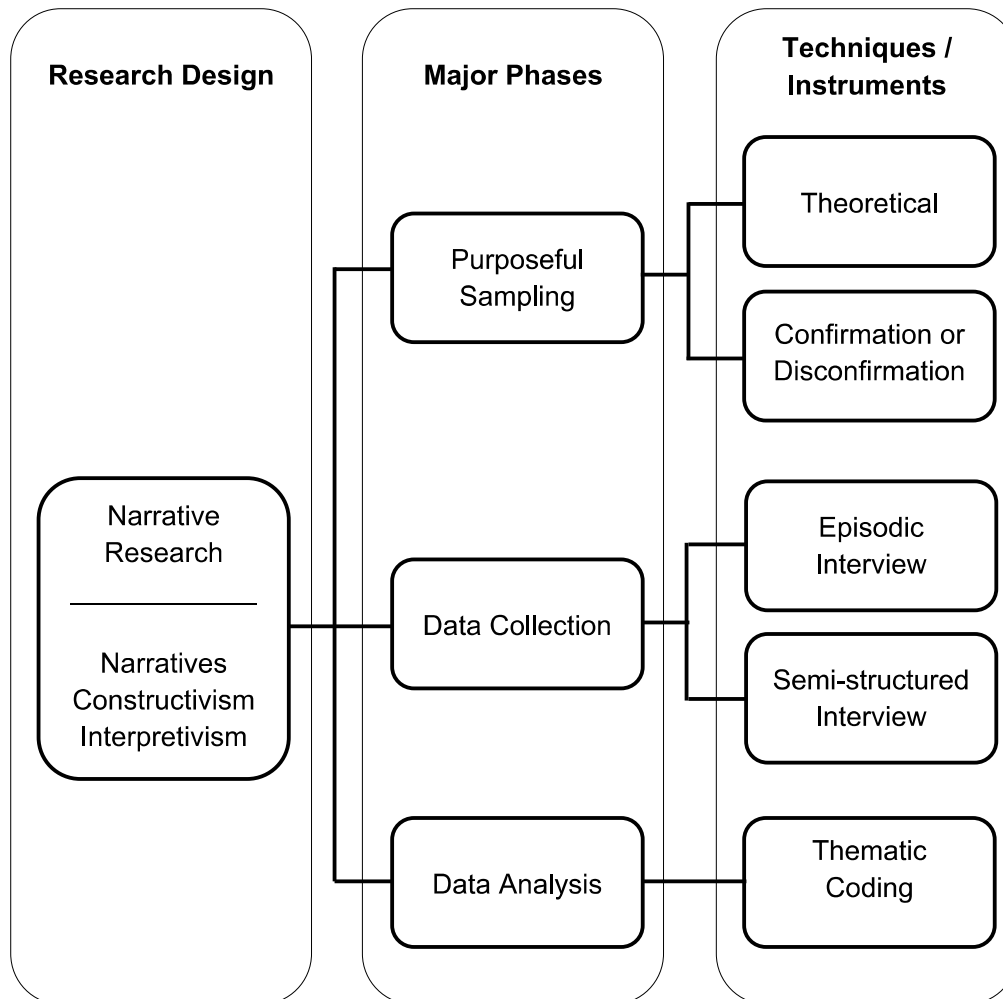 Research Design
Major Phases
Techniques /
Instruments
Narrative
Research
Narratives
Constructivism
Interpretivism
Purposeful
Sampling
Data Collection
Data Analysis
Theoretical
Confirmation or
Disconfirmation
Episodic
Interview
Semi-structured
Interview
Thematic
Coding